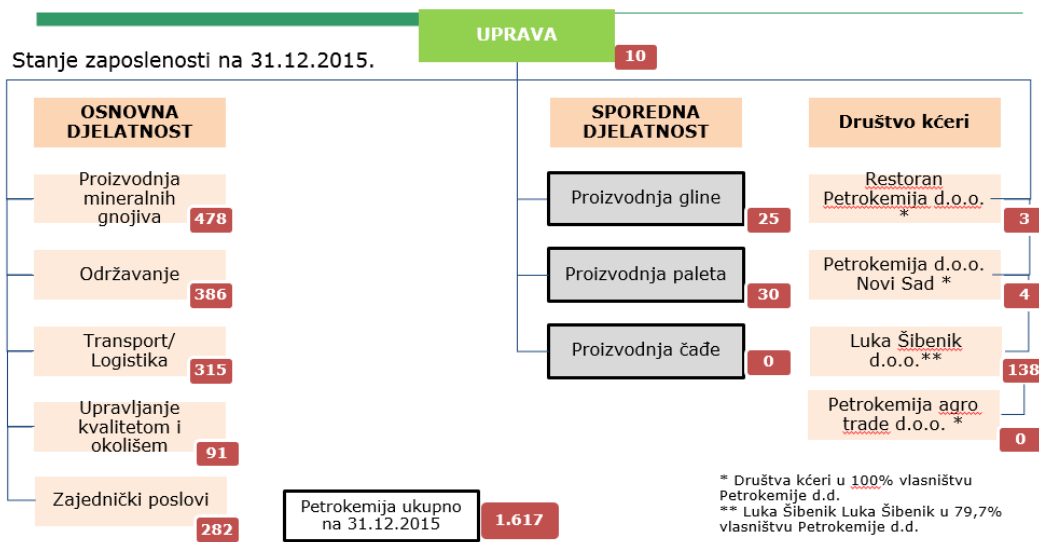 UPRAVA
10
Stanje zaposlenosti na 31.12.2015.
OSNOVNA
DJELATNOST
Proizvodnja
mineralnih
gnojiva
478
Održavanje
386
Transport/
Logistika
315
Upravljanje
kvalitetom i
okolišem
91
Zajednički poslovi
282
SPOREDNA
DJELATNOST
Proizvodnja gline
25
Proizvodnja paleta
30
Proizvodnja čađe
0
Društvo kćeri
Restoran
Petrokemija d.o.o.
*
3
Petrokemija d.o.o.
Novi Sad *
4
Luka Šibenik
d.o.o.**
138
Petrokemija agro
trade d.o.o. *
0
Petrokemija ukupno
na 31.12.2015
1.617
* Društva kćeri u 100% vlasništvu
Petrokemije d.d.
** Luka Šibenik Luka Šibenik u 79,7%
vlasništvu Petrokemije d.d.